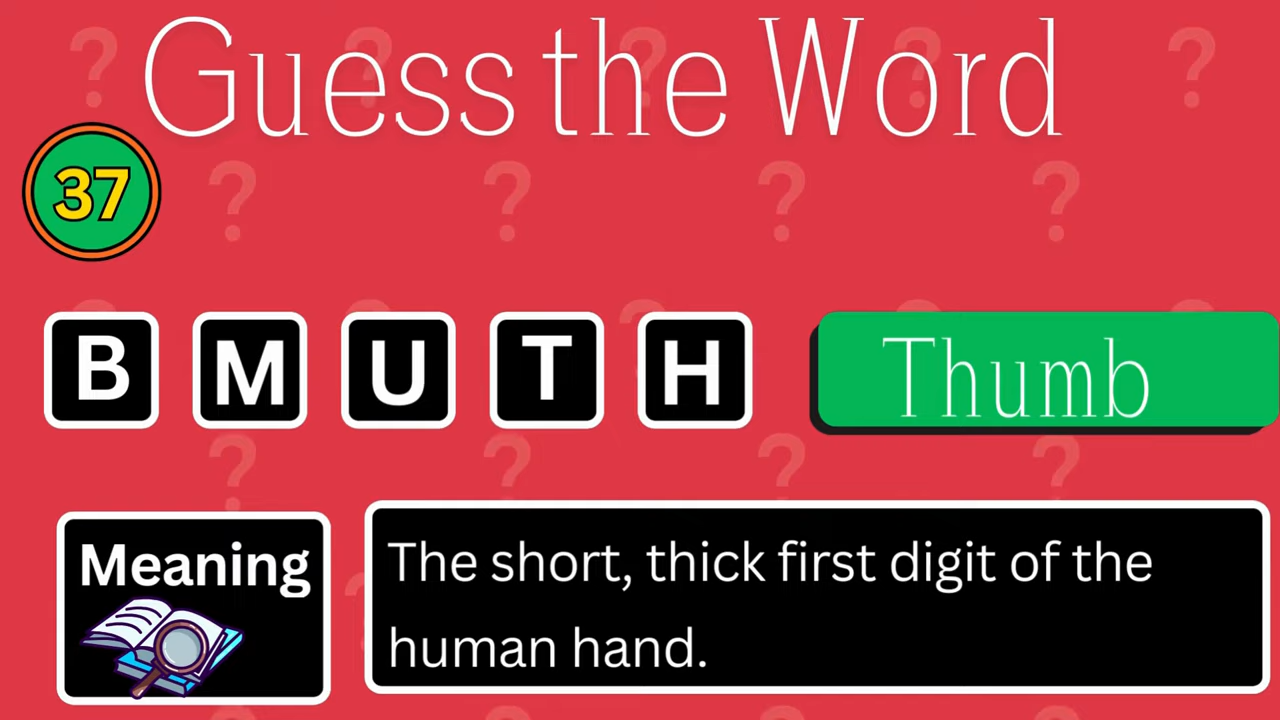 Guess the Word
37
B M U T H
Thumb
Meaning
The short, thick first digit of the
human hand.